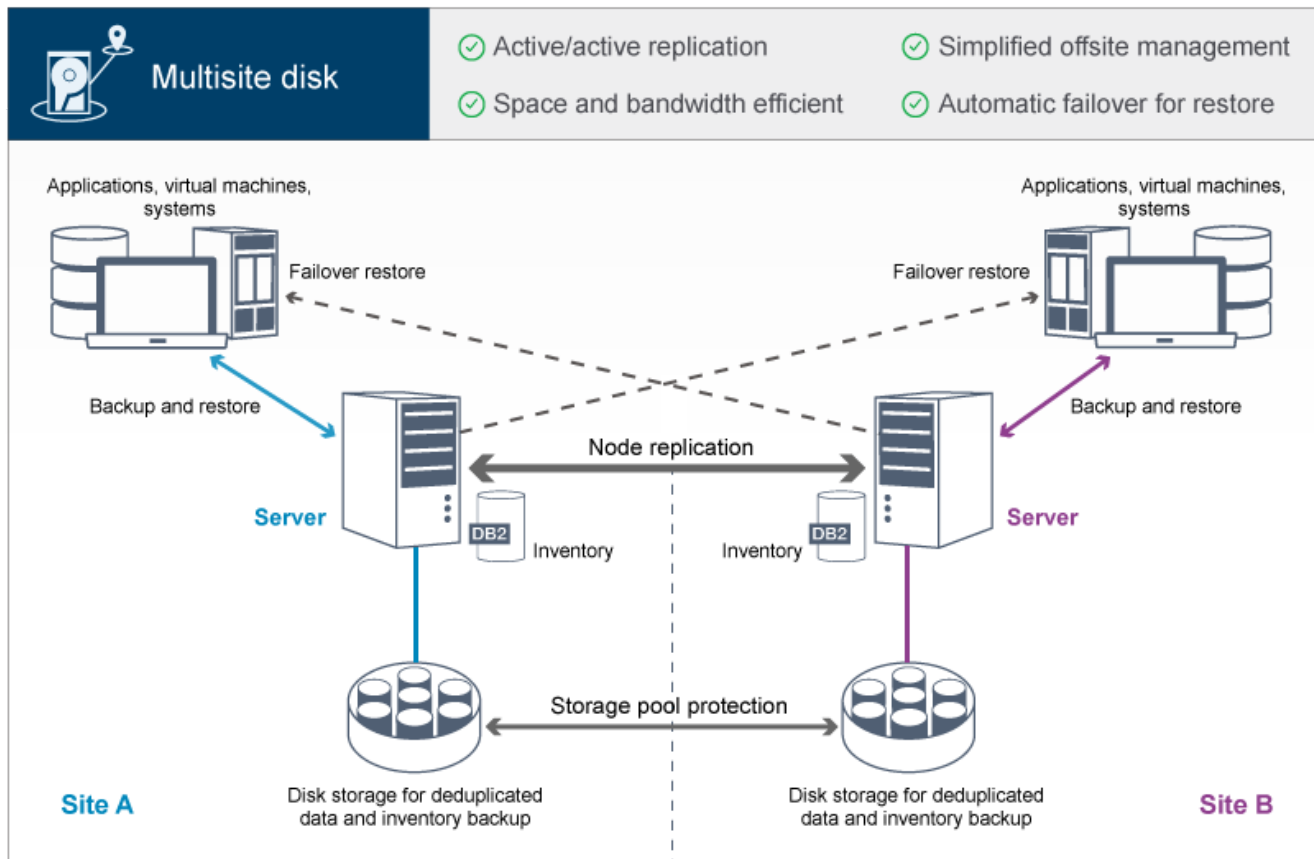 Multisite disk
Active/active replication
Simplified offsite management
Space and bandwidth efficient
Automatic failover for restore
Applications, virtual machines,
systems
Applications, virtual machines,
systems
Failover restore
Failover restore
Backup and restore
Backup and restore
Node replication
Server
Server
DB2
Inventory
Inventory
DB2
Storage pool protection
Site A
Disk storage for deduplicated
data and inventory backup
Disk storage for deduplicated
data and inventory backup
Site B